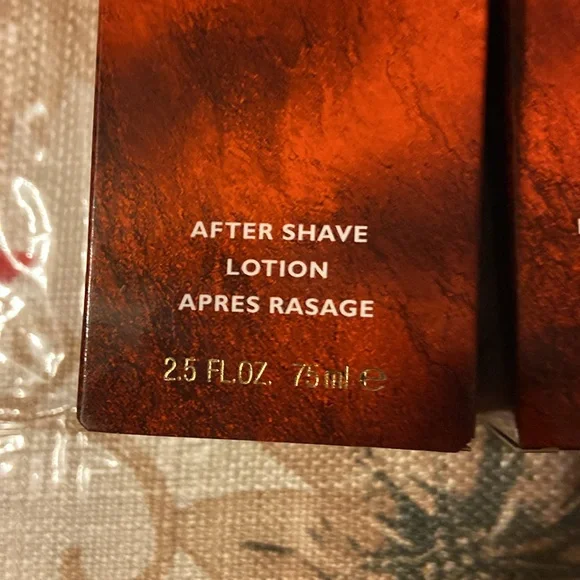 AFTER SHAVE
LOTION
APRES RASAGE
2.5 FL.OZ. 75 ml ℮